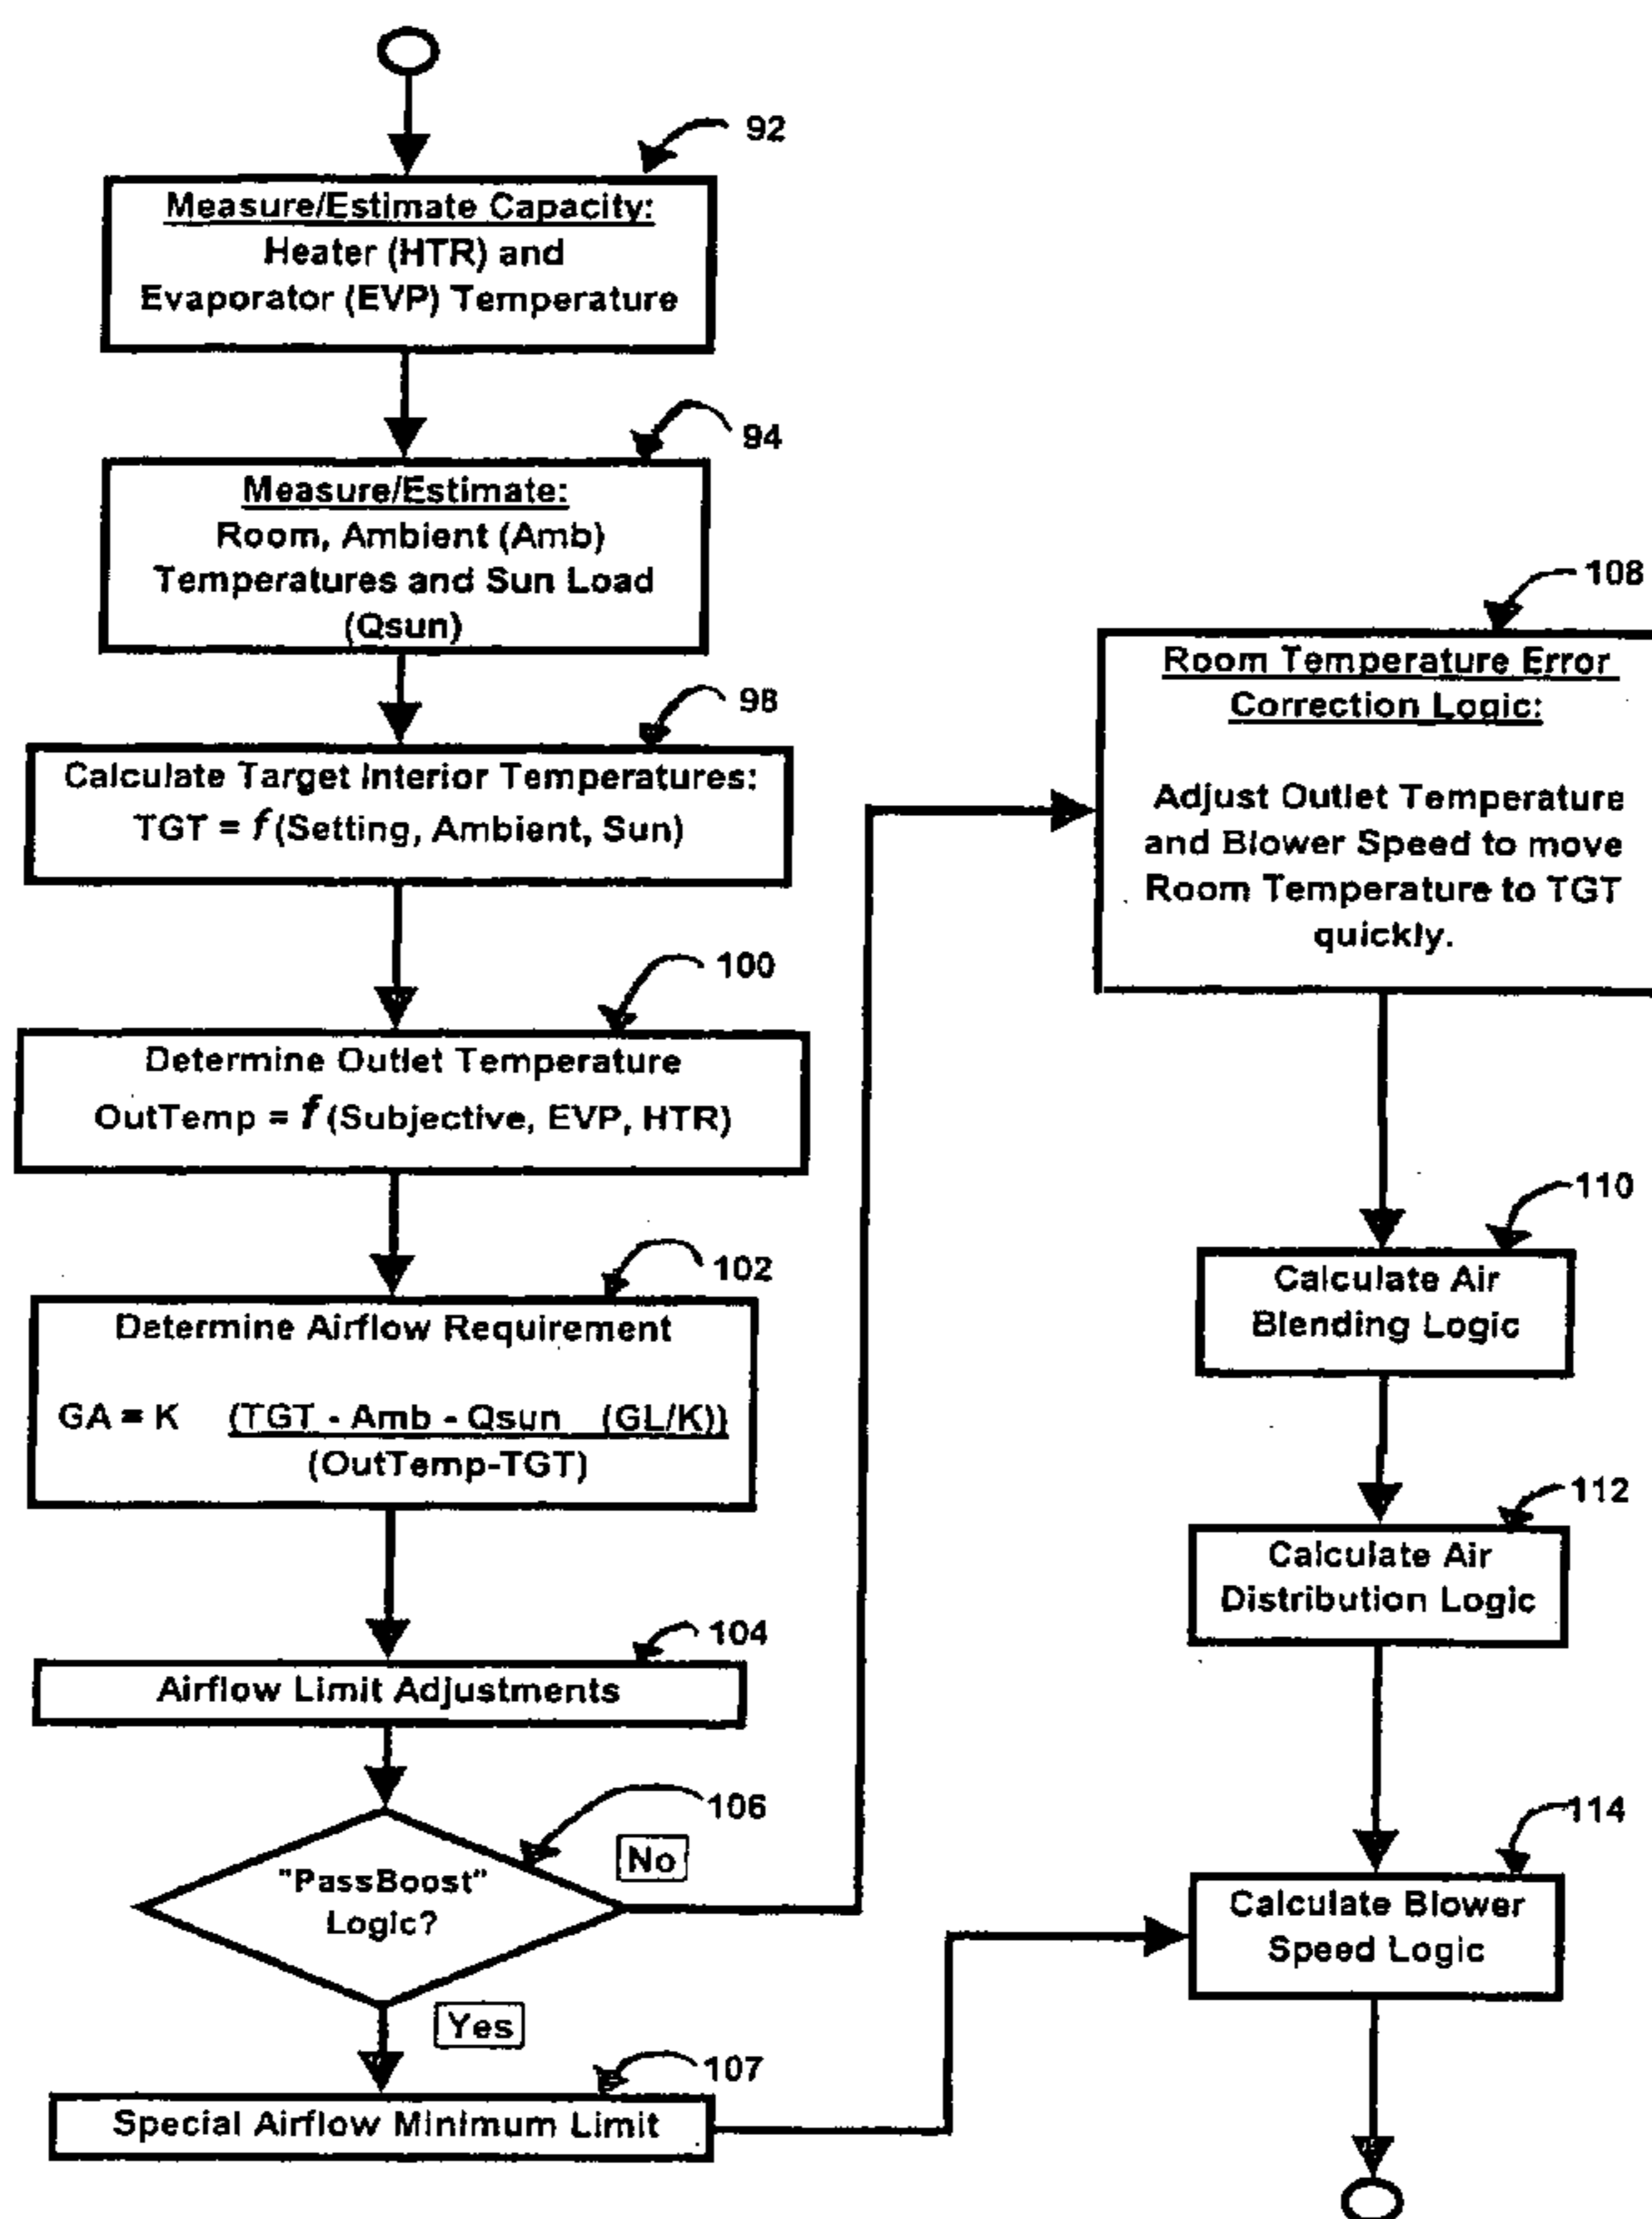 92
Measure/Estimate Capacity:
Heater (HTR) and
Evaporator (EVP) Temperature
94
Measure/Estimate:
Room, Ambient (Amb)
Temperatures and Sun Load
(Qsun)
98
Calculate Target Interior Temperatures:
TGT = f (Setting, Ambient, Sun)
100
Determine Outlet Temperature
OutTemp = f (Subjective, EVP, HTR)
102
Determine Airflow Requirement
GA = K (TGT - Amb - Qsun (GL/K))
(OutTemp-TGT)
104
Airflow Limit Adjustments
106
"PassBoost"
Logic?
No
Yes
107
Special Airflow Minimum Limit
108
Room Temperature Error
Correction Logic:
Adjust Outlet Temperature
and Blower Speed to move
Room Temperature to TGT
quickly.
110
Calculate Air
Blending Logic
112
Calculate Air
Distribution Logic
114
Calculate Blower
Speed Logic